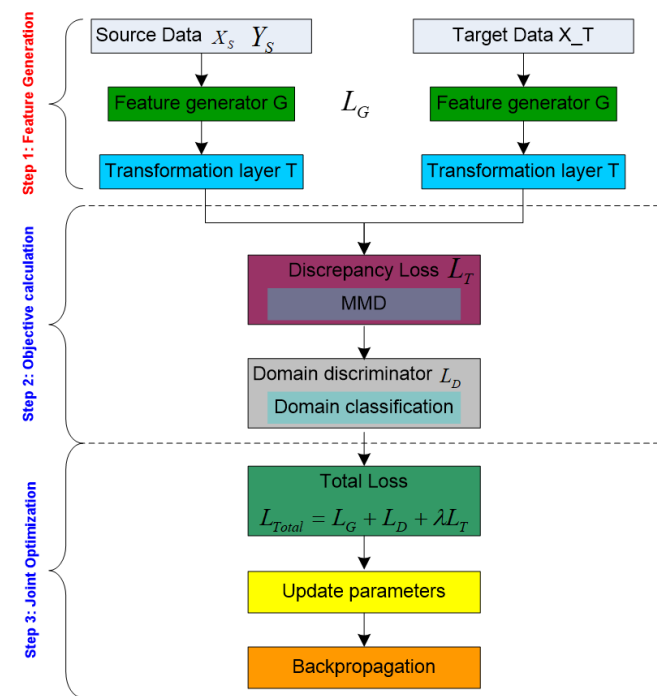 Step 1: Feature Generation
Source Data X_S Y_S
Target Data X_T
Feature generator G
L_G
Feature generator G
Transformation layer T
Transformation layer T
Step 2: Objective calculation
Discrepancy Loss L_T
MMD
Domain discriminator L_D
Domain classification
Step 3: Joint Optimization
Total Loss
L_{Total} = L_G + L_D + λL_T
Update parameters
Backpropagation